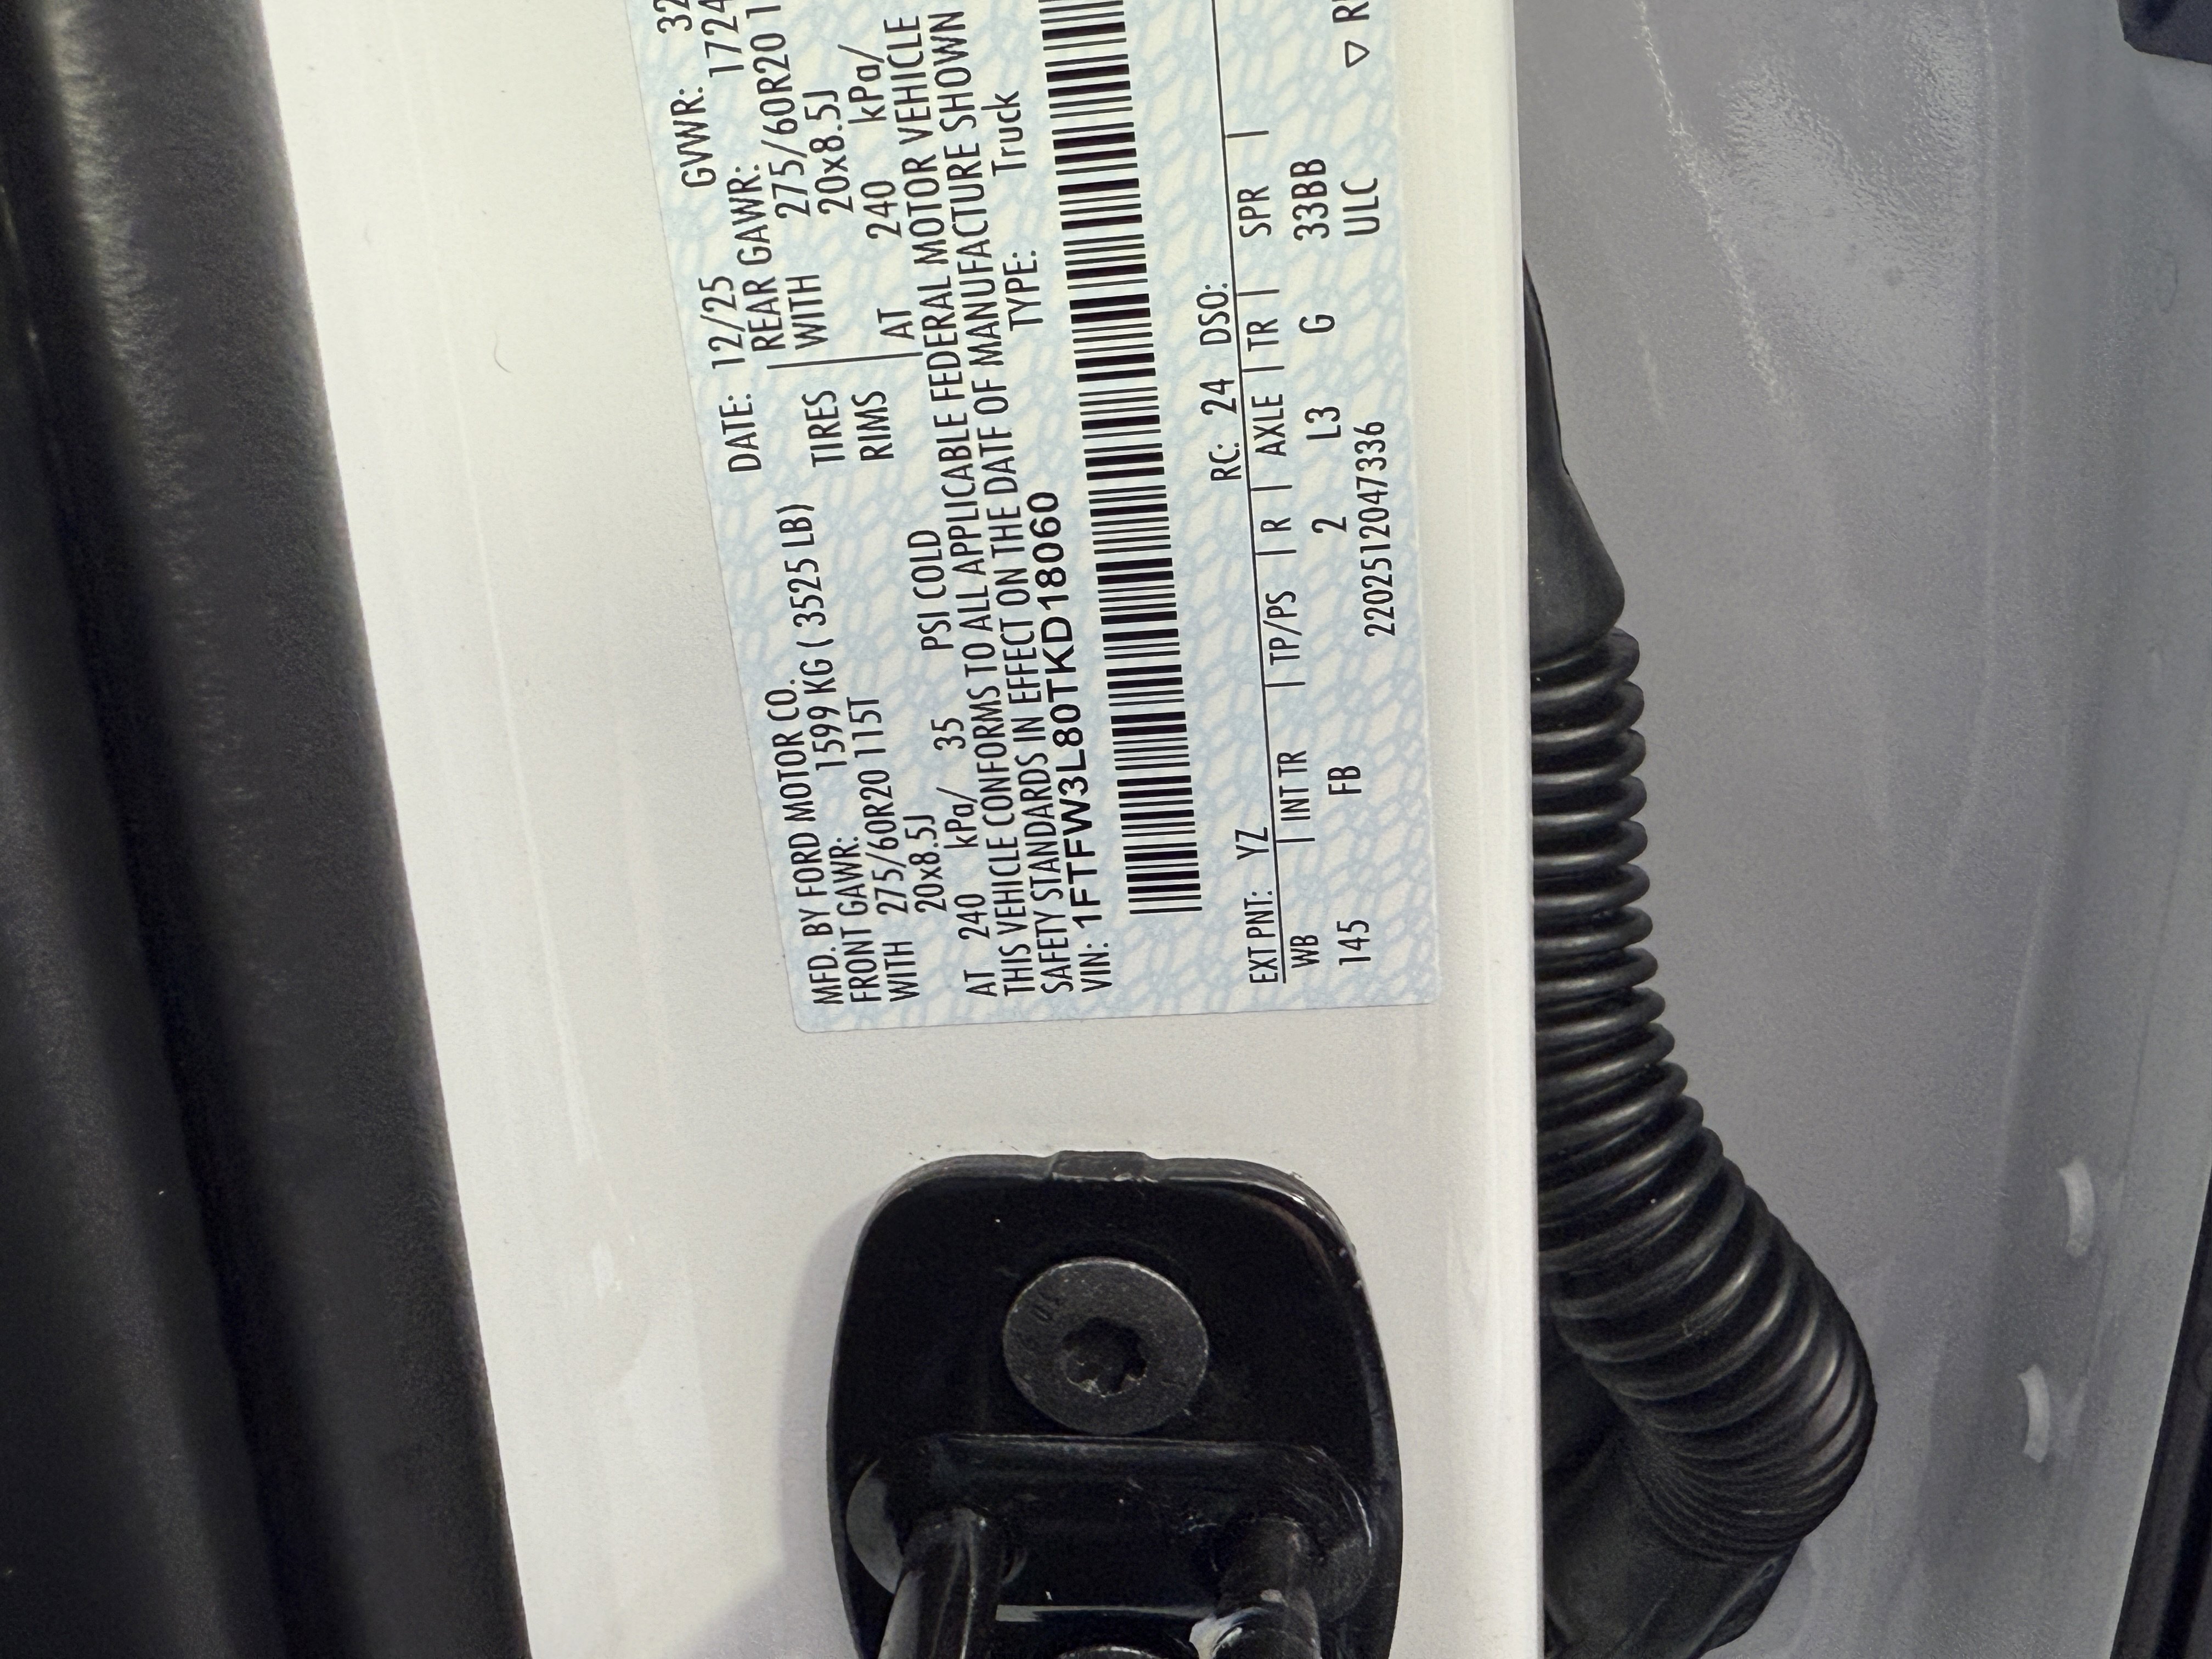 MFD. BY FORD MOTOR CO.
DATE: 12/25 GVWR: 32
FRONT GAWR: 1599 KG ( 3525 LB) REAR GAWR: 1724
WITH 275/60R20 115T TIRES WITH 275/60R20 1
20x8.5J RIMS 20x8.5J
AT 240 kPa/ 35 PSI COLD AT 240 kPa/
THIS VEHICLE CONFORMS TO ALL APPLICABLE FEDERAL MOTOR VEHICLE
SAFETY STANDARDS IN EFFECT ON THE DATE OF MANUFACTURE SHOWN
VIN: 1FTFW3L80TKD18060 TYPE: Truck
EXT PNT: YZ RC: 24 DSO:
WB INT TR TP/PS R AXLE TR SPR
145 FB 2 L3 G 33BB
2202512047336 ULC ▽ R